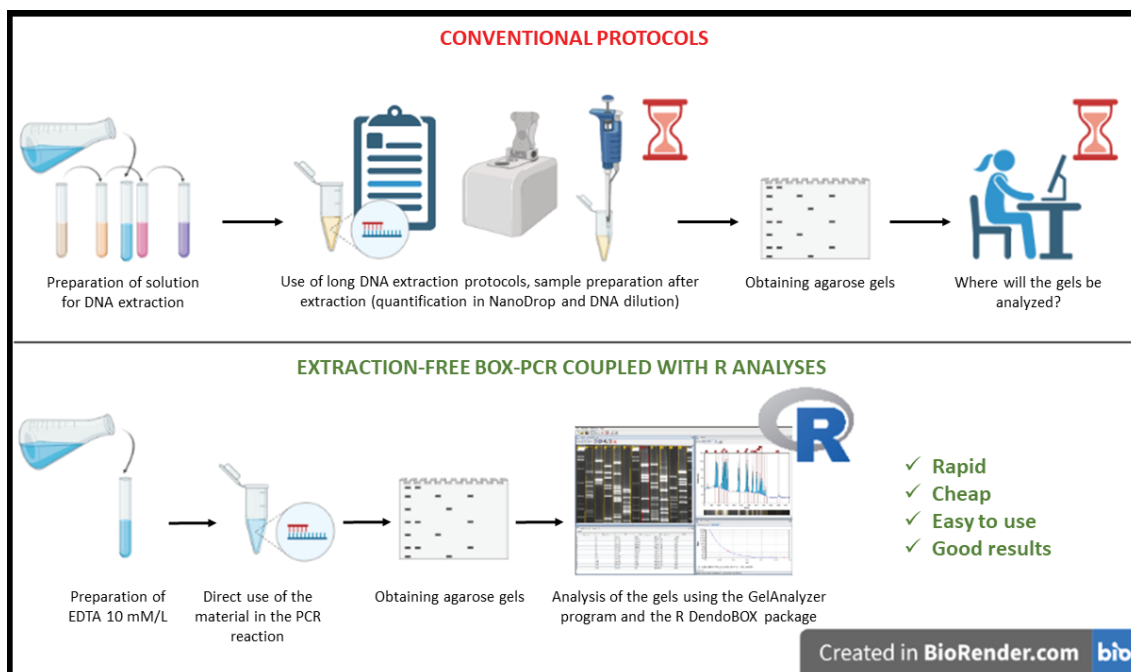 CONVENTIONAL PROTOCOLS
Preparation of solution
for DNA extraction
Use of long DNA extraction protocols, sample preparation after
extraction (quantification in NanoDrop and DNA dilution)
Obtaining agarose gels
Where will the gels be
analyzed?
EXTRACTION-FREE BOX-PCR COUPLED WITH R ANALYSES
R
✓ Rapid
✓ Cheap
✓ Easy to use
✓ Good results
Preparation of
EDTA 10 mM/L
Direct use of the
material in the PCR
reaction
Obtaining agarose gels
Analysis of the gels using the GelAnalyzer
program and the R DendoBOX package
Created in BioRender.com
bio